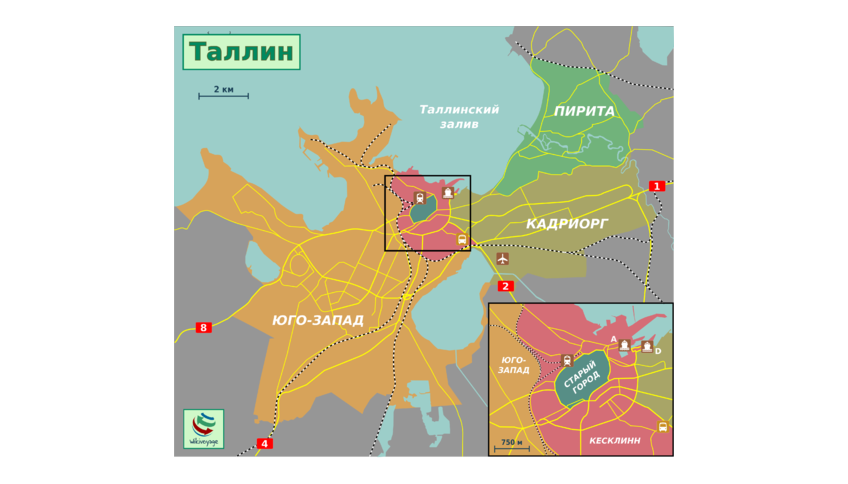 Таллин
2 км
Таллинский
залив
ПИРИТА
1
КАДРИОРГ
2
ЮГО-ЗАПАД
8
4
A
D
ЮГО-
ЗАПАД
СТАРЫЙ
ГОРОД
КЕСКЛИНН
750 м
wikivoyage